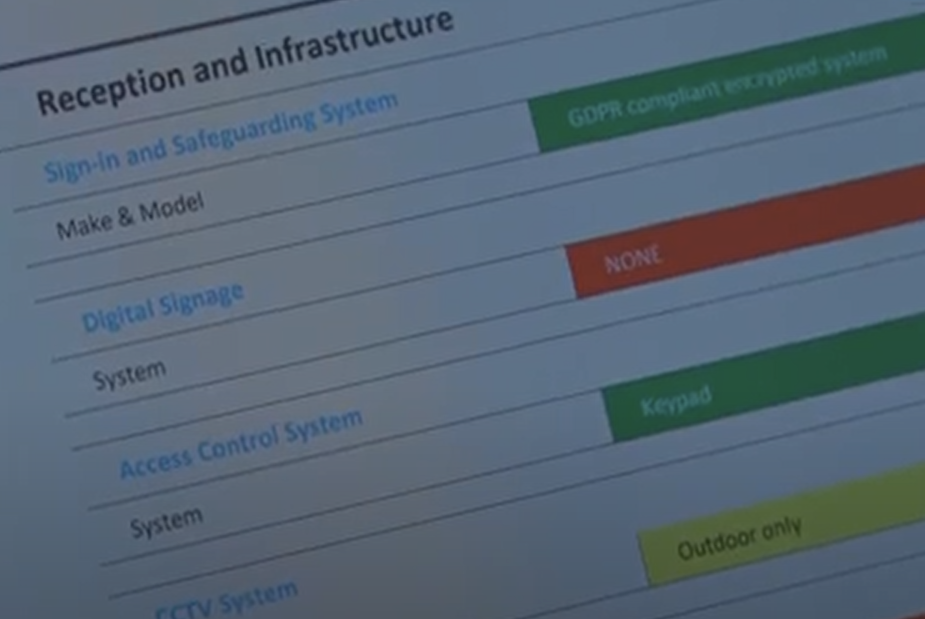 Reception and Infrastructure
Sign-in and Safeguarding System
GDPR compliant encrypted system
Make & Model
Digital Signage
NONE
System
Access Control System
Keypad
System
CCTV System
Outdoor only